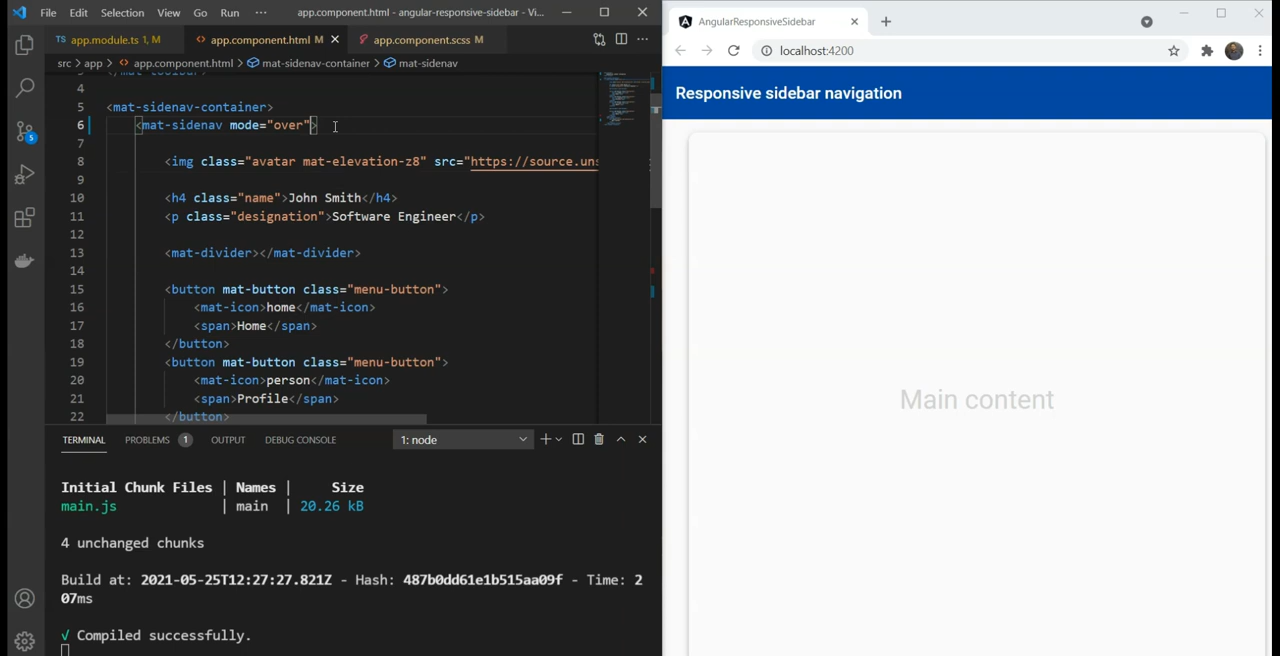 File Edit Selection View Go Run ··· app.component.html - angular-responsive-sidebar - Vi...
TS app.module.ts 1, M <> app.component.html M app.component.scss M
src > app > <> app.component.html > mat-sidenav-container > mat-sidenav
4
5 <mat-sidenav-container>
6 <mat-sidenav mode="over">
7
8 <img class="avatar mat-elevation-z8" src="https://source.uns
9
10 <h4 class="name">John Smith</h4>
11 <p class="designation">Software Engineer</p>
12
13 <mat-divider></mat-divider>
14
15 <button mat-button class="menu-button">
16 <mat-icon>home</mat-icon>
17 <span>Home</span>
18 </button>
19 <button mat-button class="menu-button">
20 <mat-icon>person</mat-icon>
21 <span>Profile</span>
22 </button>
5
TERMINAL PROBLEMS 1 OUTPUT DEBUG CONSOLE 1: node
Initial Chunk Files | Names | Size
main.js | main | 20.26 kB
4 unchanged chunks
Build at: 2021-05-25T12:27:27.821Z - Hash: 487b0dd61e1b515aa09f - Time: 2
07ms
√ Compiled successfully.
AngularResponsiveSidebar
localhost:4200
Responsive sidebar navigation
Main content